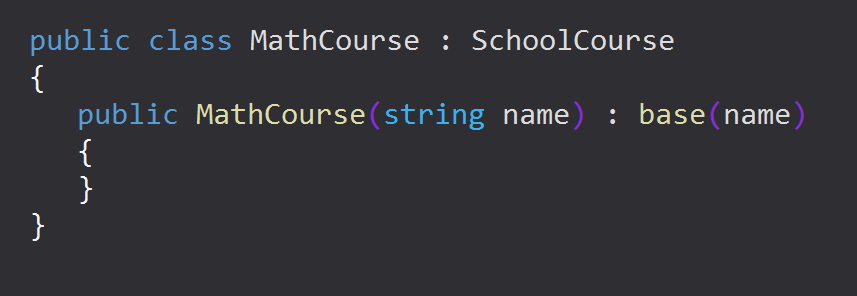 public class MathCourse : SchoolCourse
{
public MathCourse(string name) : base(name)
{
}
}